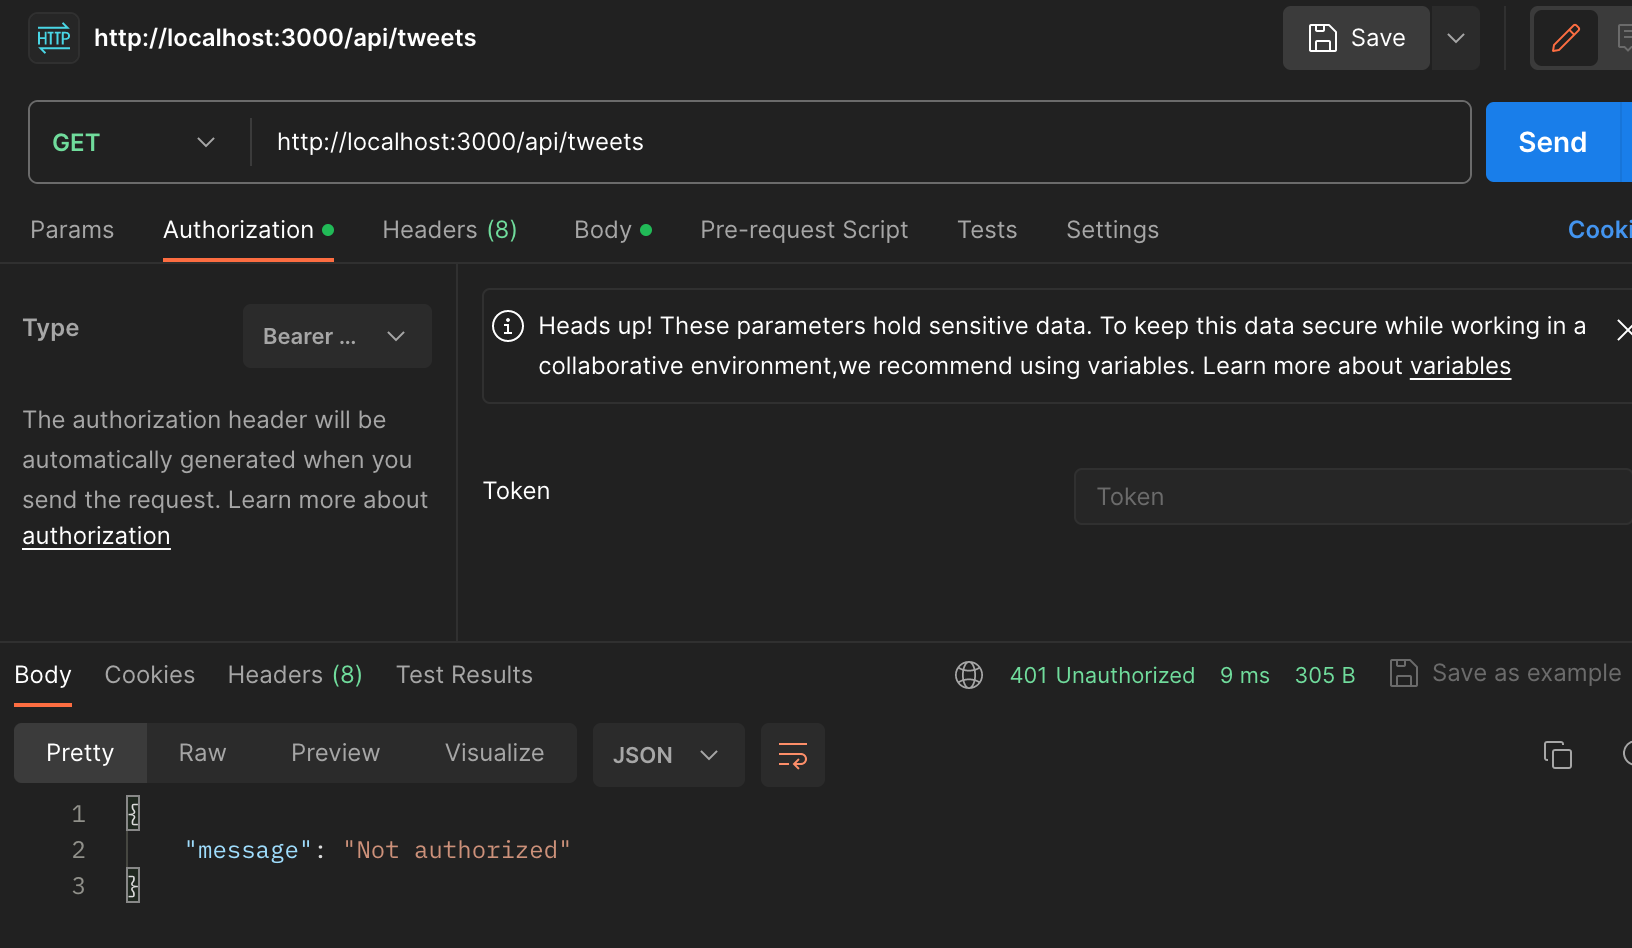 HTTP http://localhost:3000/api/tweets Save
GET http://localhost:3000/api/tweets Send
Params Authorization Headers (8) Body Pre-request Script Tests Settings Cooki
Type Bearer ...
The authorization header will be
automatically generated when you
send the request. Learn more about
authorization
Heads up! These parameters hold sensitive data. To keep this data secure while working in a
collaborative environment,we recommend using variables. Learn more about variables
Token Token
Body Cookies Headers (8) Test Results 401 Unauthorized 9 ms 305 B Save as example
Pretty Raw Preview Visualize JSON
1 {
2 "message": "Not authorized"
3 }